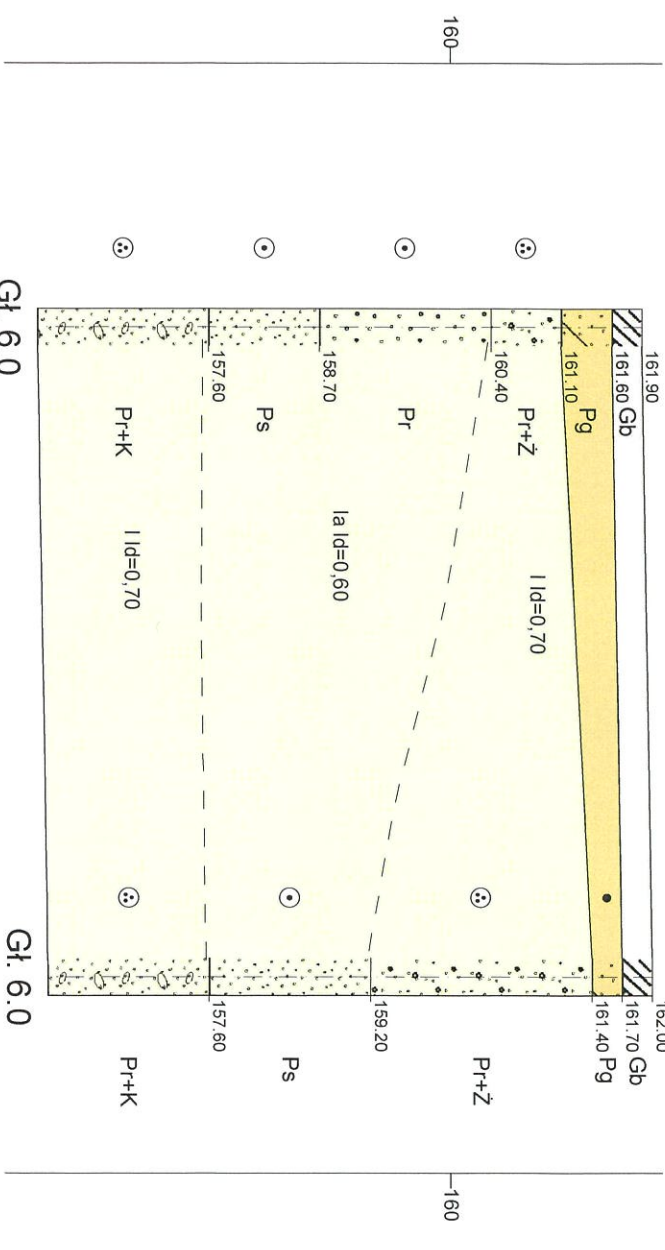 160
161.90
161.60 Gb
161.10 Pg
160.40
Pr+Ż
Pr
158.70
Ps
157.60
Pr+K
Gł. 6.0
I Id=0,70
Ia Id=0,60
I Id=0,70
162.00
161.70 Gb
161.40 Pg
Pr+Ż
159.20
Ps
157.60
Pr+K
Gł. 6.0
160